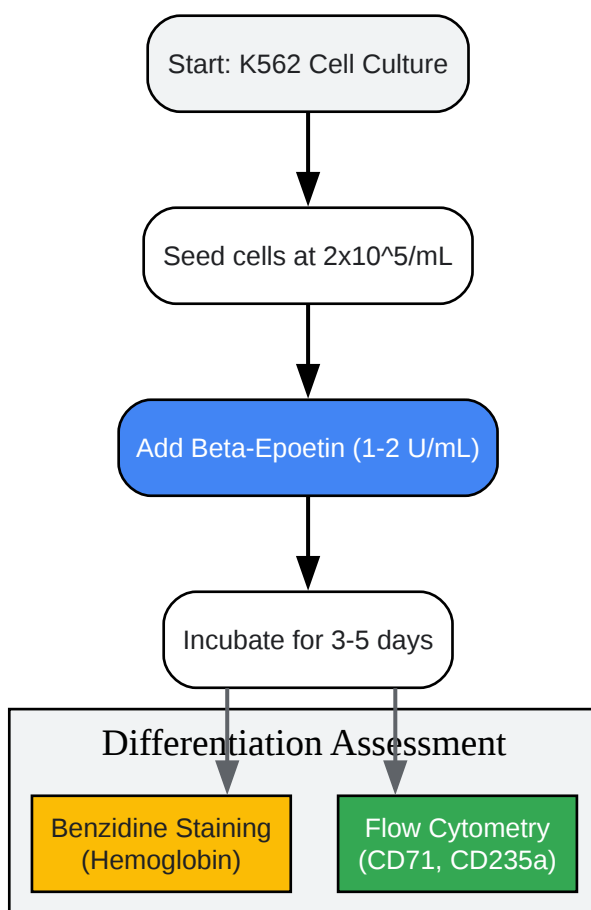 Start: K562 Cell Culture
Seed cells at 2x10^5/mL
Add Beta-Epoetin (1-2 U/mL)
Incubate for 3-5 days
Differentiation Assessment
Benzidine Staining
(Hemoglobin)
Flow Cytometry
(CD71, CD235a)